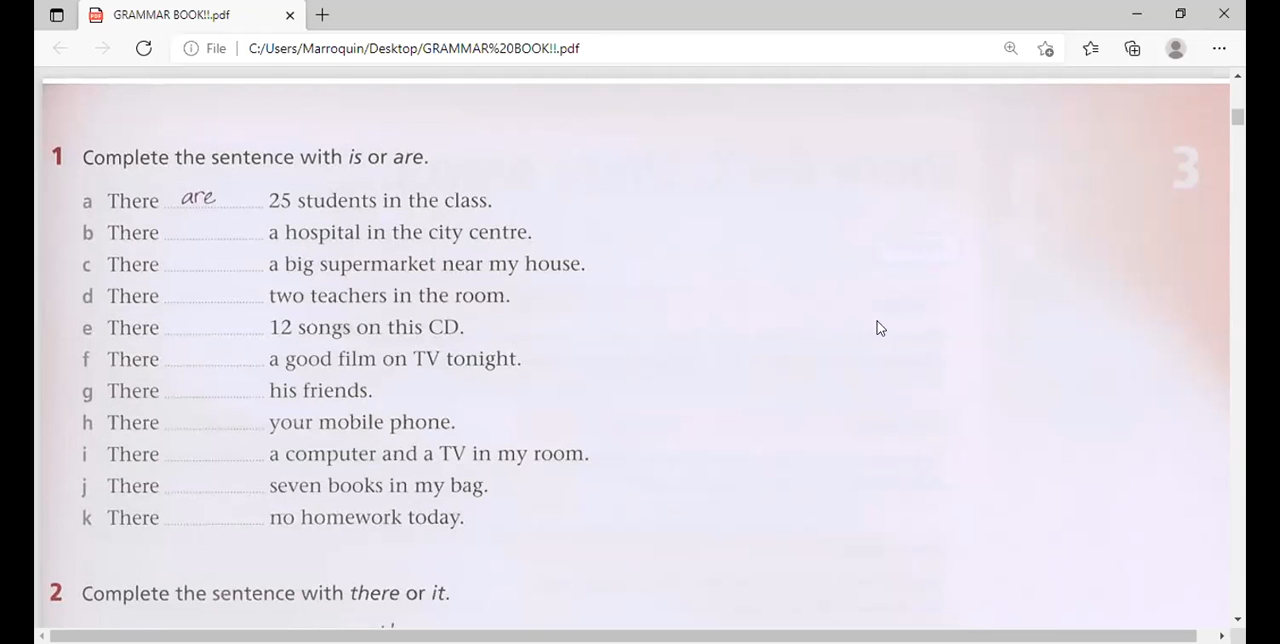 GRAMMAR BOOK!!.pdf
File | C:/Users/Marroquin/Desktop/GRAMMAR%20BOOK!!.pdf
3
1 Complete the sentence with is or are.
a There are 25 students in the class.
b There .......... a hospital in the city centre.
c There .......... a big supermarket near my house.
d There .......... two teachers in the room.
e There .......... 12 songs on this CD.
f There .......... a good film on TV tonight.
g There .......... his friends.
h There .......... your mobile phone.
i There .......... a computer and a TV in my room.
j There .......... seven books in my bag.
k There .......... no homework today.
2 Complete the sentence with there or it.